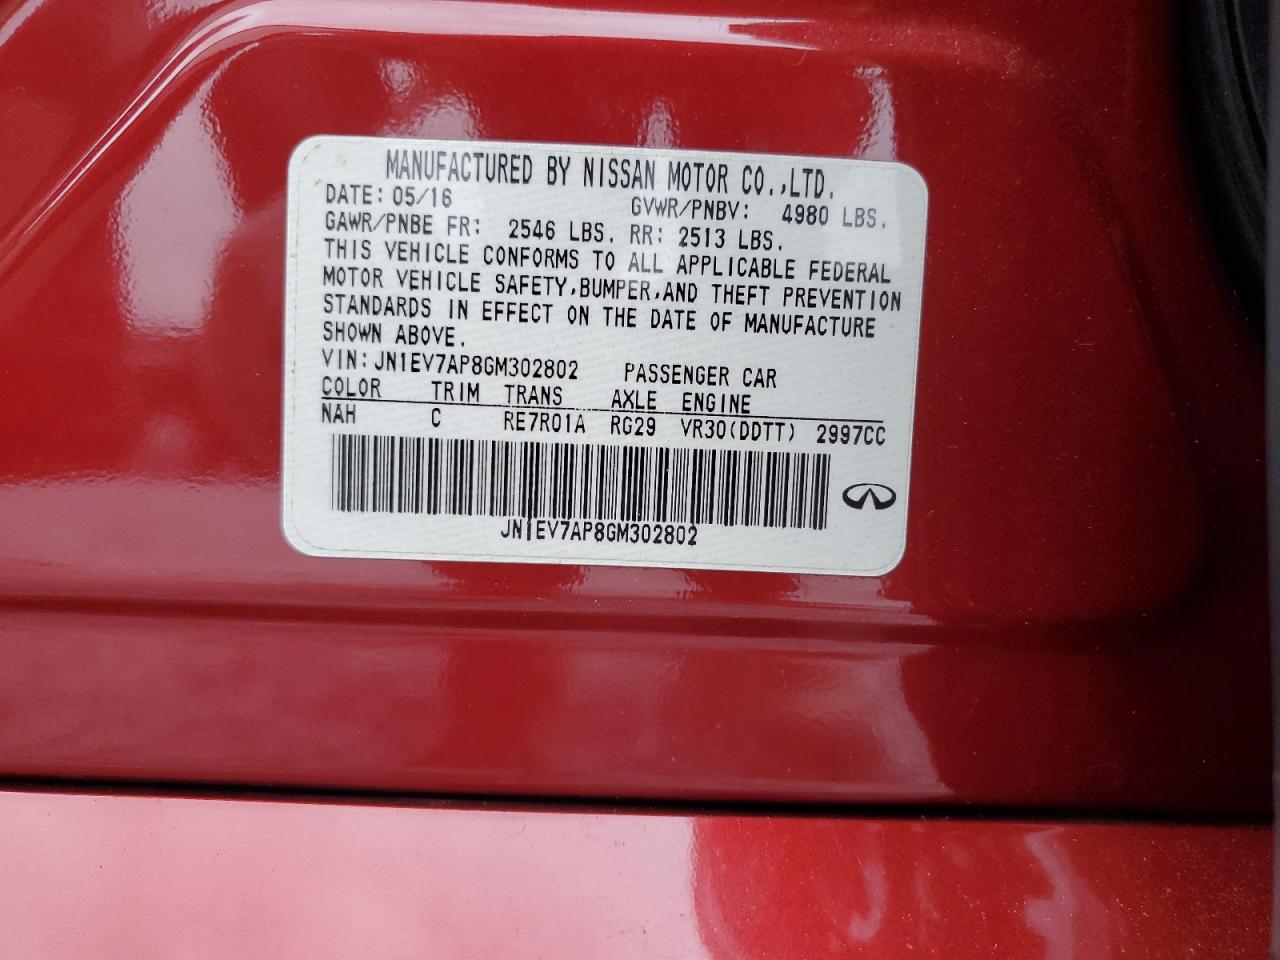 MANUFACTURED BY NISSAN MOTOR CO.,LTD.
DATE: 05/16 GVWR/PNBV: 4980 LBS.
GAWR/PNBE FR: 2546 LBS. RR: 2513 LBS.
THIS VEHICLE CONFORMS TO ALL APPLICABLE FEDERAL
MOTOR VEHICLE SAFETY,BUMPER,AND THEFT PREVENTION
STANDARDS IN EFFECT ON THE DATE OF MANUFACTURE
SHOWN ABOVE.
VIN: JN1EV7AP8GM302802 PASSENGER CAR
COLOR TRIM TRANS AXLE ENGINE
NAH C RE7R01A RG29 VR30(DDTT) 2997CC
JN1EV7AP8GM302802